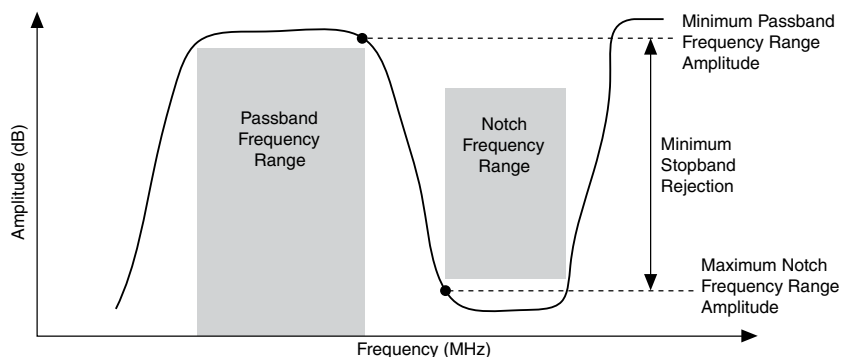 Minimum Passband
Frequency Range
Amplitude
Passband
Frequency
Range
Notch
Frequency
Range
Minimum
Stopband
Rejection
Amplitude (dB)
Maximum Notch
Frequency Range
Amplitude
Frequency (MHz)